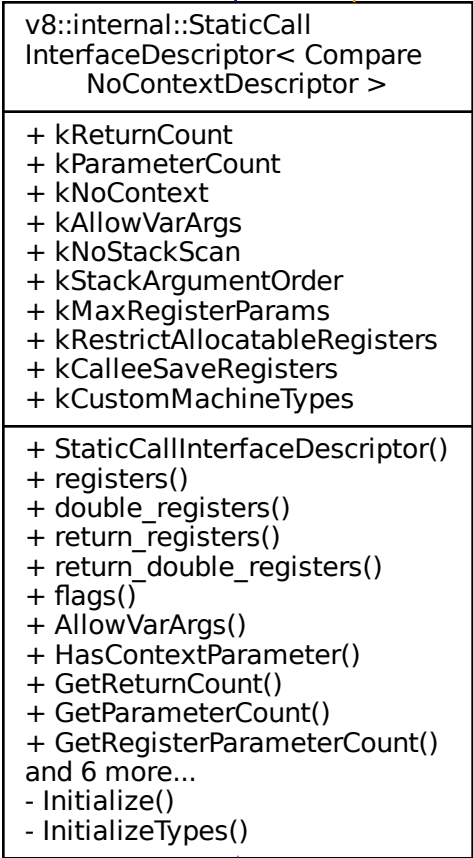 v8::internal::StaticCall
InterfaceDescriptor< Compare
NoContextDescriptor >
+ kReturnCount
+ kParameterCount
+ kNoContext
+ kAllowVarArgs
+ kNoStackScan
+ kStackArgumentOrder
+ kMaxRegisterParams
+ kRestrictAllocatableRegisters
+ kCalleeSaveRegisters
+ kCustomMachineTypes
+ StaticCallInterfaceDescriptor()
+ registers()
+ double_registers()
+ return_registers()
+ return_double_registers()
+ flags()
+ AllowVarArgs()
+ HasContextParameter()
+ GetReturnCount()
+ GetParameterCount()
+ GetRegisterParameterCount()
and 6 more...
- Initialize()
- InitializeTypes()